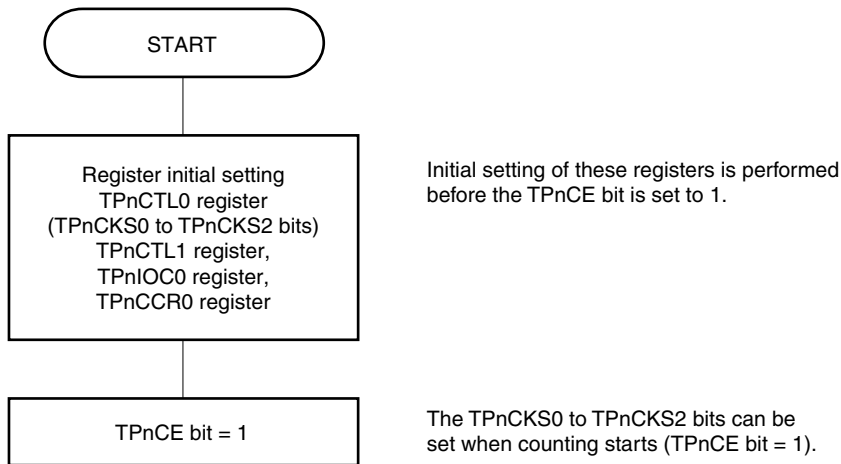 START
Register initial setting
TPnCTL0 register
(TPnCKS0 to TPnCKS2 bits)
TPnCTL1 register,
TPnIOC0 register,
TPnCCR0 register
Initial setting of these registers is performed
before the TPnCE bit is set to 1.
TPnCE bit = 1
The TPnCKS0 to TPnCKS2 bits can be
set when counting starts (TPnCE bit = 1).